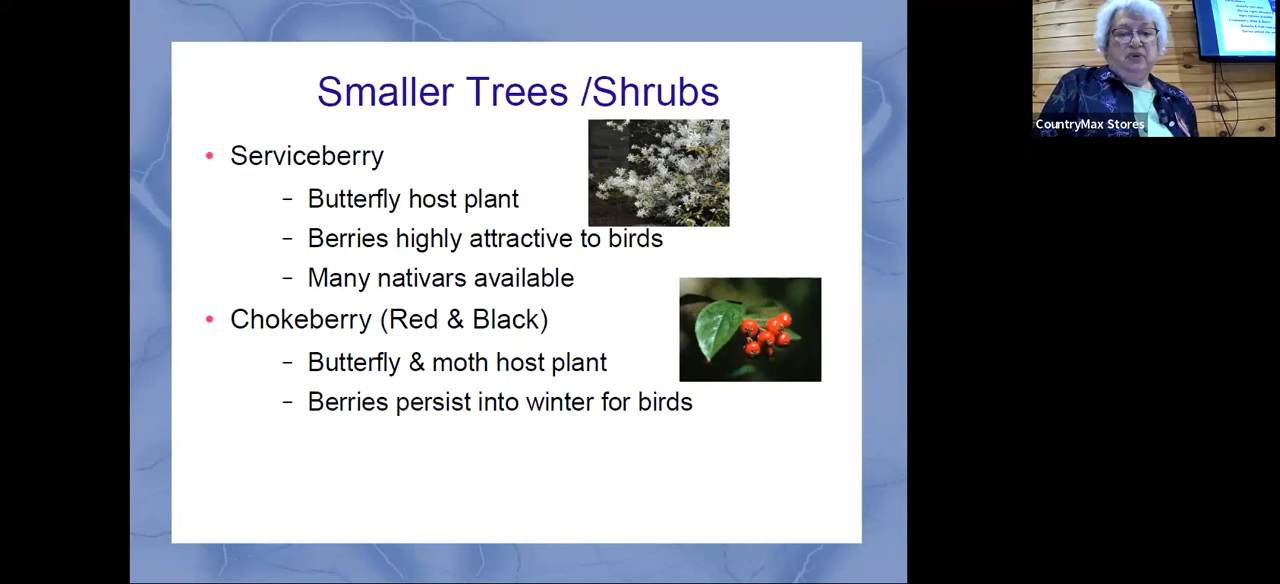 Smaller Trees /Shrubs
• Serviceberry
– Butterfly host plant
– Berries highly attractive to birds
– Many nativars available
• Chokeberry (Red & Black)
– Butterfly & moth host plant
– Berries persist into winter for birds
CountryMax Stores